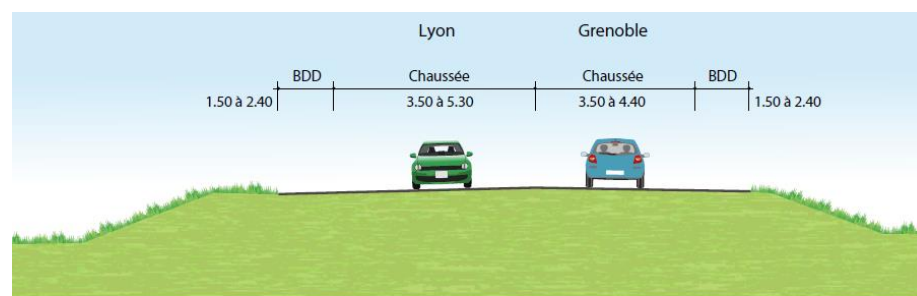 Lyon Grenoble
BDD Chaussée Chaussée BDD
1.50 à 2.40 3.50 à 5.30 3.50 à 4.40 1.50 à 2.40